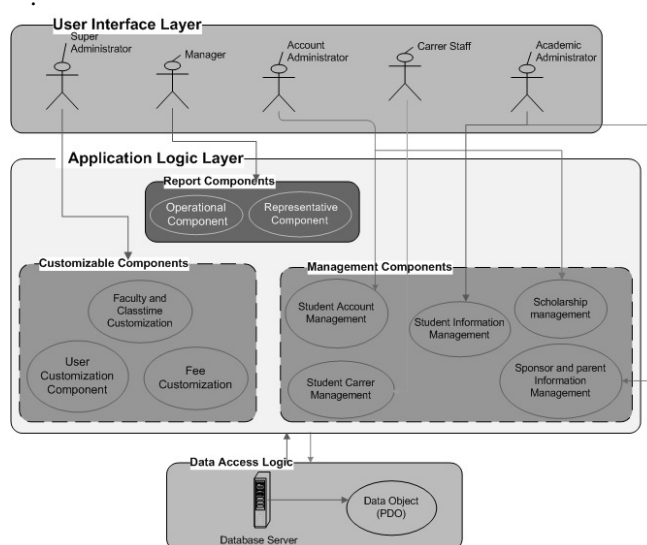 User Interface Layer
Super
Administrator
Manager
Account
Administrator
Carrer Staff
Academic
Administrator
Application Logic Layer
Report Components
Operational
Component
Representative
Component
Customizable Components
Faculty and
Classtime
Customization
User
Customization
Component
Fee
Customization
Management Components
Student Account
Management
Student Information
Management
Scholarship
management
Student Carrer
Management
Sponsor and parent
Information
Management
Data Access Logic
Database Server
Data Object
(PDO)